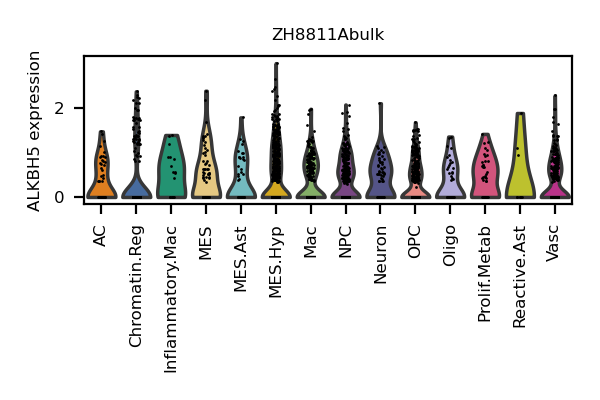 ZH8811Abulk
ALKBH5 expression
2
0
AC
Chromatin.Reg
Inflammatory.Mac
MES
MES.Ast
MES.Hyp
Mac
NPC
Neuron
OPC
Oligo
Prolif.Metab
Reactive.Ast
Vasc